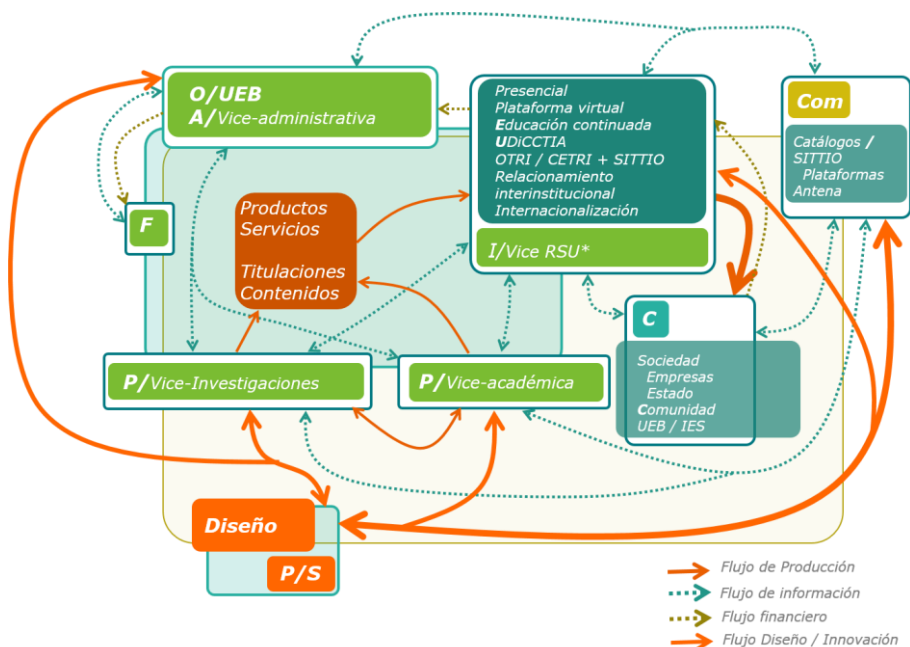 O/UEB
A/Vice-administrativa
F
Productos
Servicios
Titulaciones
Contenidos
Presencial
Plataforma virtual
Educación continuada
UDiCCTIA
OTRI / CETRI + SITTIO
Relacionamiento
interinstitucional
Internacionalización
I/Vice RSU*
Com
Catálogos /
SITTIO
Plataformas
Antena
C
Sociedad
Empresas
Estado
Comunidad
UEB / IES
P/Vice-Investigaciones
P/Vice-académica
Diseño
P/S
Flujo de Producción
Flujo de información
Flujo financiero
Flujo Diseño / Innovación